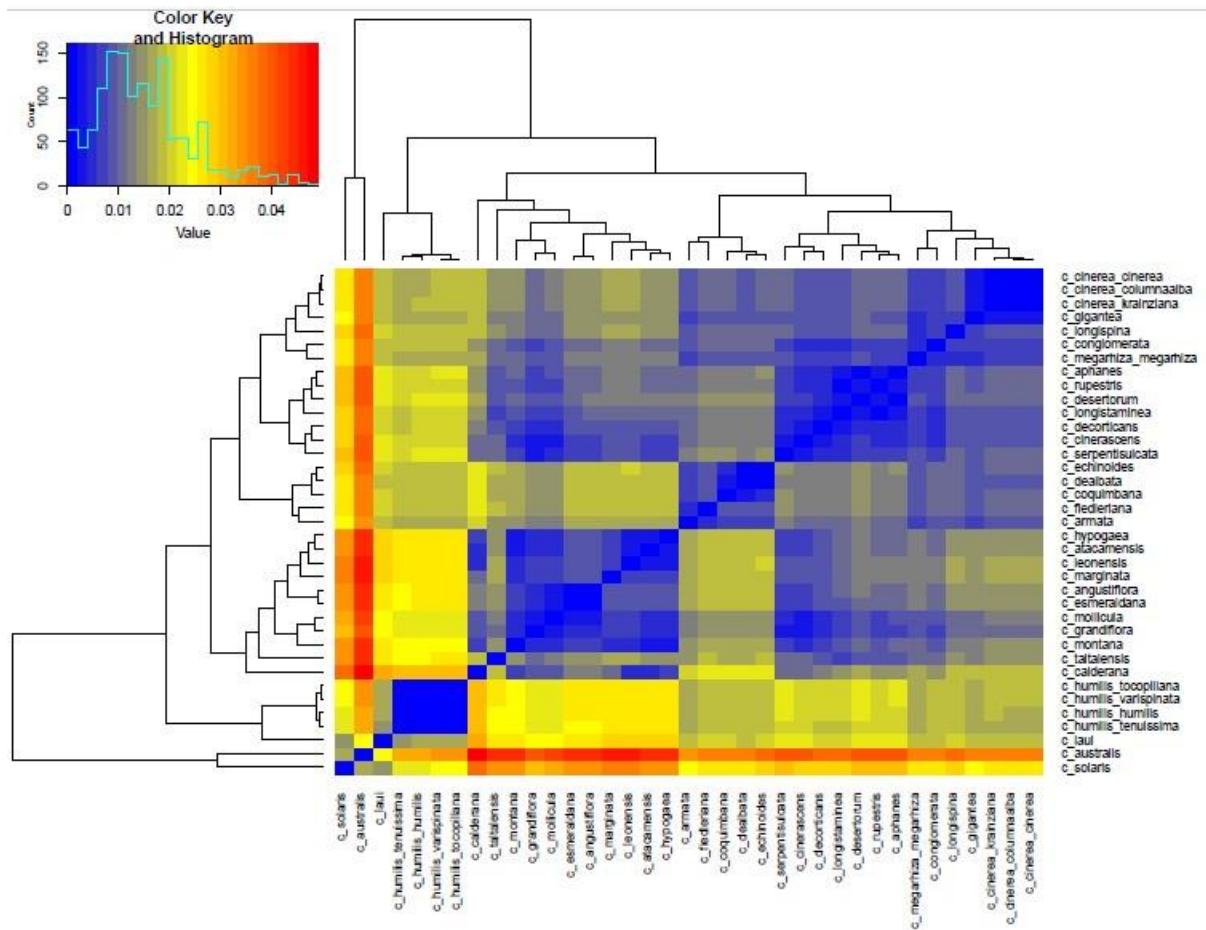 Color Key
and Histogram
Count
150
100
50
0
0 0.01 0.02 0.03 0.04
Value
c_cinerea_cinerea
c_cinerea_columnaalba
c_cinerea_krainziana
c_gigantea
c_longispina
c_conglomerata
c_megarhiza_megarhiza
c_aphanes
c_rupestris
c_desertorum
c_longistaminea
c_decorticans
c_cinerascens
c_serpentisulcata
c_echinoides
c_dealbata
c_coquimbana
c_fiedleriana
c_armata
c_hypogaea
c_atacamensis
c_leonensis
c_marginata
c_angustiflora
c_esmeraldana
c_mollicula
c_grandiflora
c_montana
c_taltalensis
c_calderana
c_humilis_tocopillana
c_humilis_varispinata
c_humilis_humilis
c_humilis_tenuissima
c_laui
c_australis
c_solaris
c_solaris
c_australis
c_laui
c_humilis_tenuissima
c_humilis_humilis
c_humilis_varispinata
c_humilis_tocopillana
c_calderana
c_taltalensis
c_montana
c_grandiflora
c_mollicula
c_esmeraldana
c_angustiflora
c_marginata
c_leonensis
c_atacamensis
c_hypogaea
c_armata
c_fiedleriana
c_coquimbana
c_dealbata
c_echinoides
c_serpentisulcata
c_cinerascens
c_decorticans
c_longistaminea
c_desertorum
c_rupestris
c_aphanes
c_megarhiza_megarhiza
c_conglomerata
c_longispina
c_gigantea
c_cinerea_krainziana
c_cinerea_columnaalba
c_cinerea_cinerea